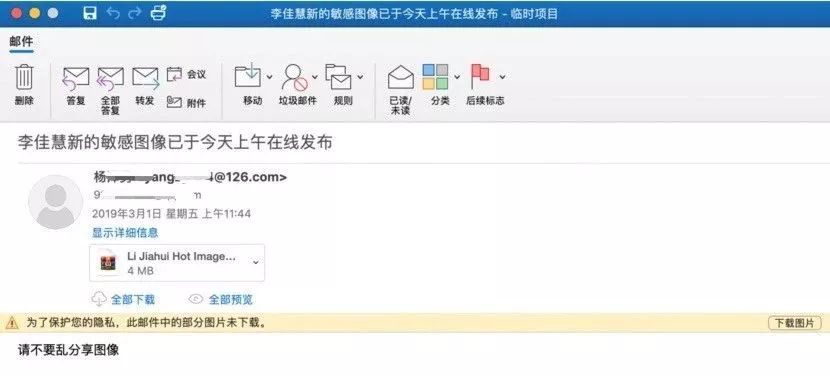 李佳慧新的敏感图像已于今天上午在线发布 - 临时项目
邮件
删除 答复 全部答复 转发 会议 附件 移动 垃圾邮件 规则 已读/未读 分类 后续标志
李佳慧新的敏感图像已于今天上午在线发布
杨 yang @126.com>
9 m
2019年3月1日 星期五 上午11:44
显示详细信息
Li Jiahui Hot Image...
4 MB
全部下载 全部预览
为了保护您的隐私，此邮件中的部分图片未下载。 下载图片
请不要乱分享图像